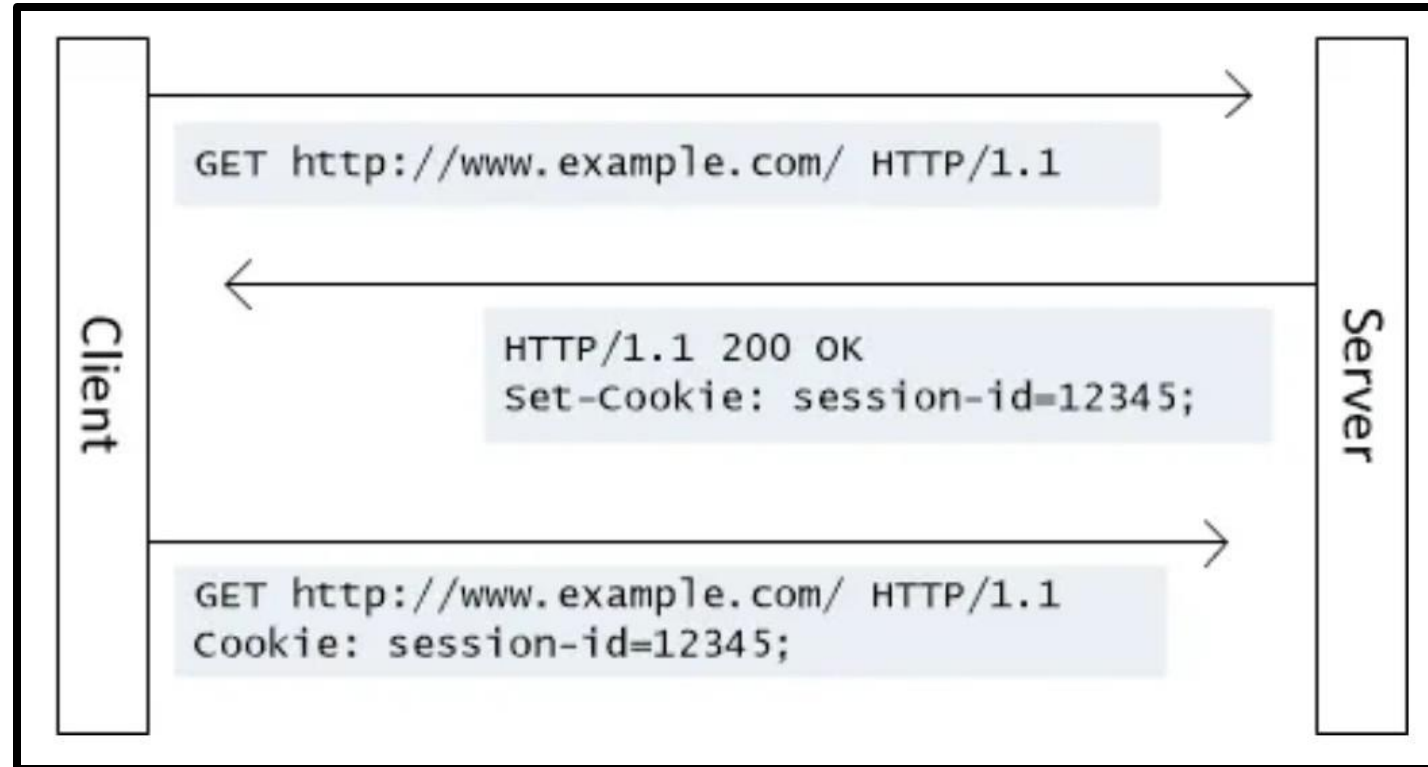 GET http://www.example.com/ HTTP/1.1
HTTP/1.1 200 OK
Set-Cookie: session-id=12345;
Client
Server
GET http://www.example.com/ HTTP/1.1
Cookie: session-id=12345;